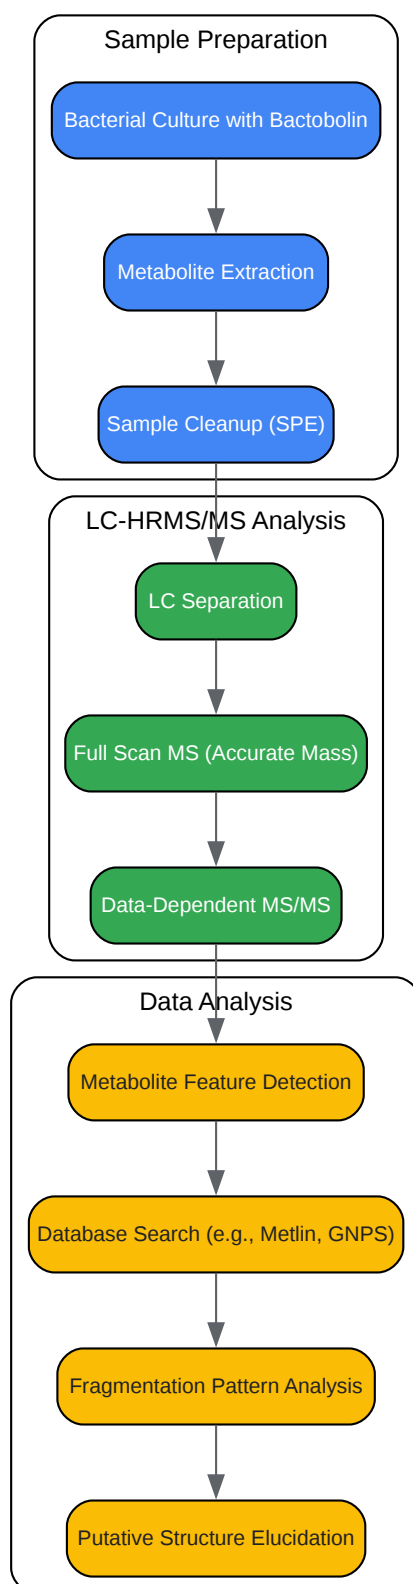 Sample Preparation
Bacterial Culture with Bactobolin
Metabolite Extraction
Sample Cleanup (SPE)
LC-HRMS/MS Analysis
LC Separation
Full Scan MS (Accurate Mass)
Data-Dependent MS/MS
Data Analysis
Metabolite Feature Detection
Database Search (e.g., Metlin, GNPS)
Fragmentation Pattern Analysis
Putative Structure Elucidation